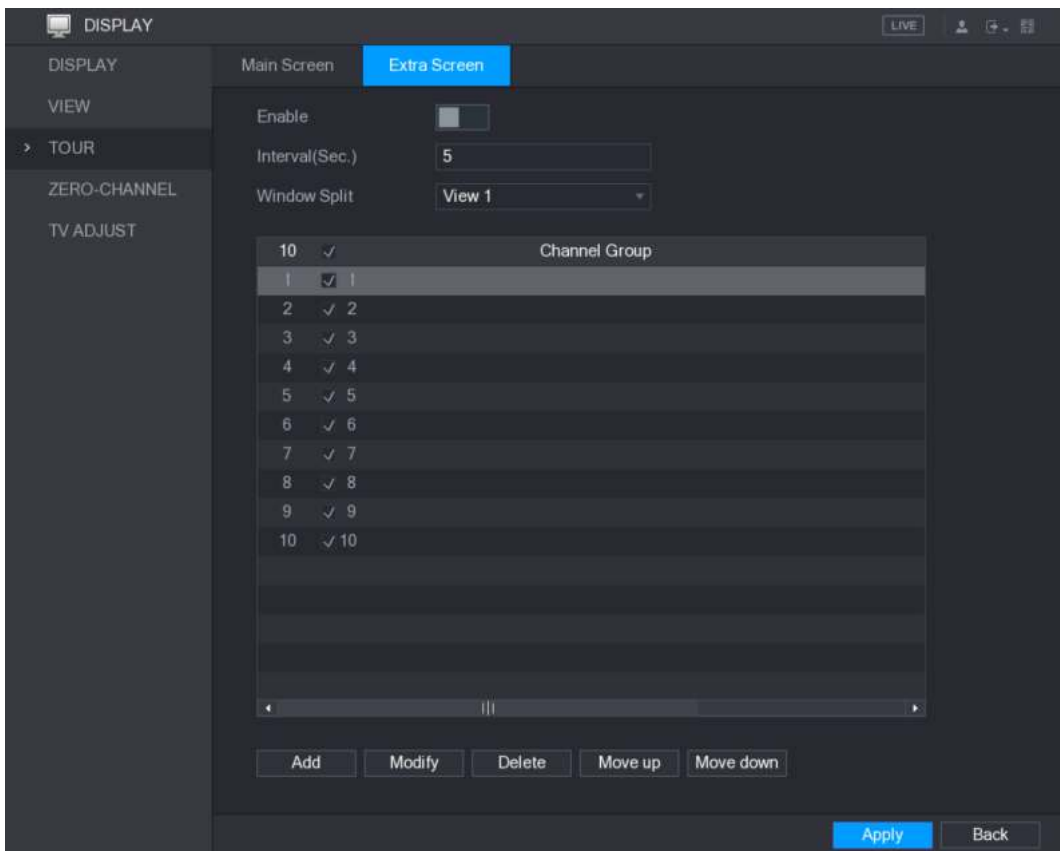 DISPLAY
LIVE
DISPLAY
VIEW
TOUR
ZERO-CHANNEL
TV ADJUST
Main Screen
Extra Screen
Enable
Interval(Sec.) 5
Window Split View 1
10 Channel Group
1 1
2 2
3 3
4 4
5 5
6 6
7 7
8 8
9 9
10 10
Add Modify Delete Move up Move down
Apply Back